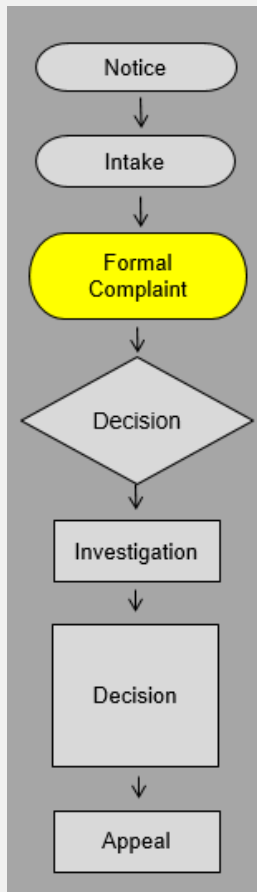 Notice
Intake
Formal
Complaint
Decision
Investigation
Decision
Appeal